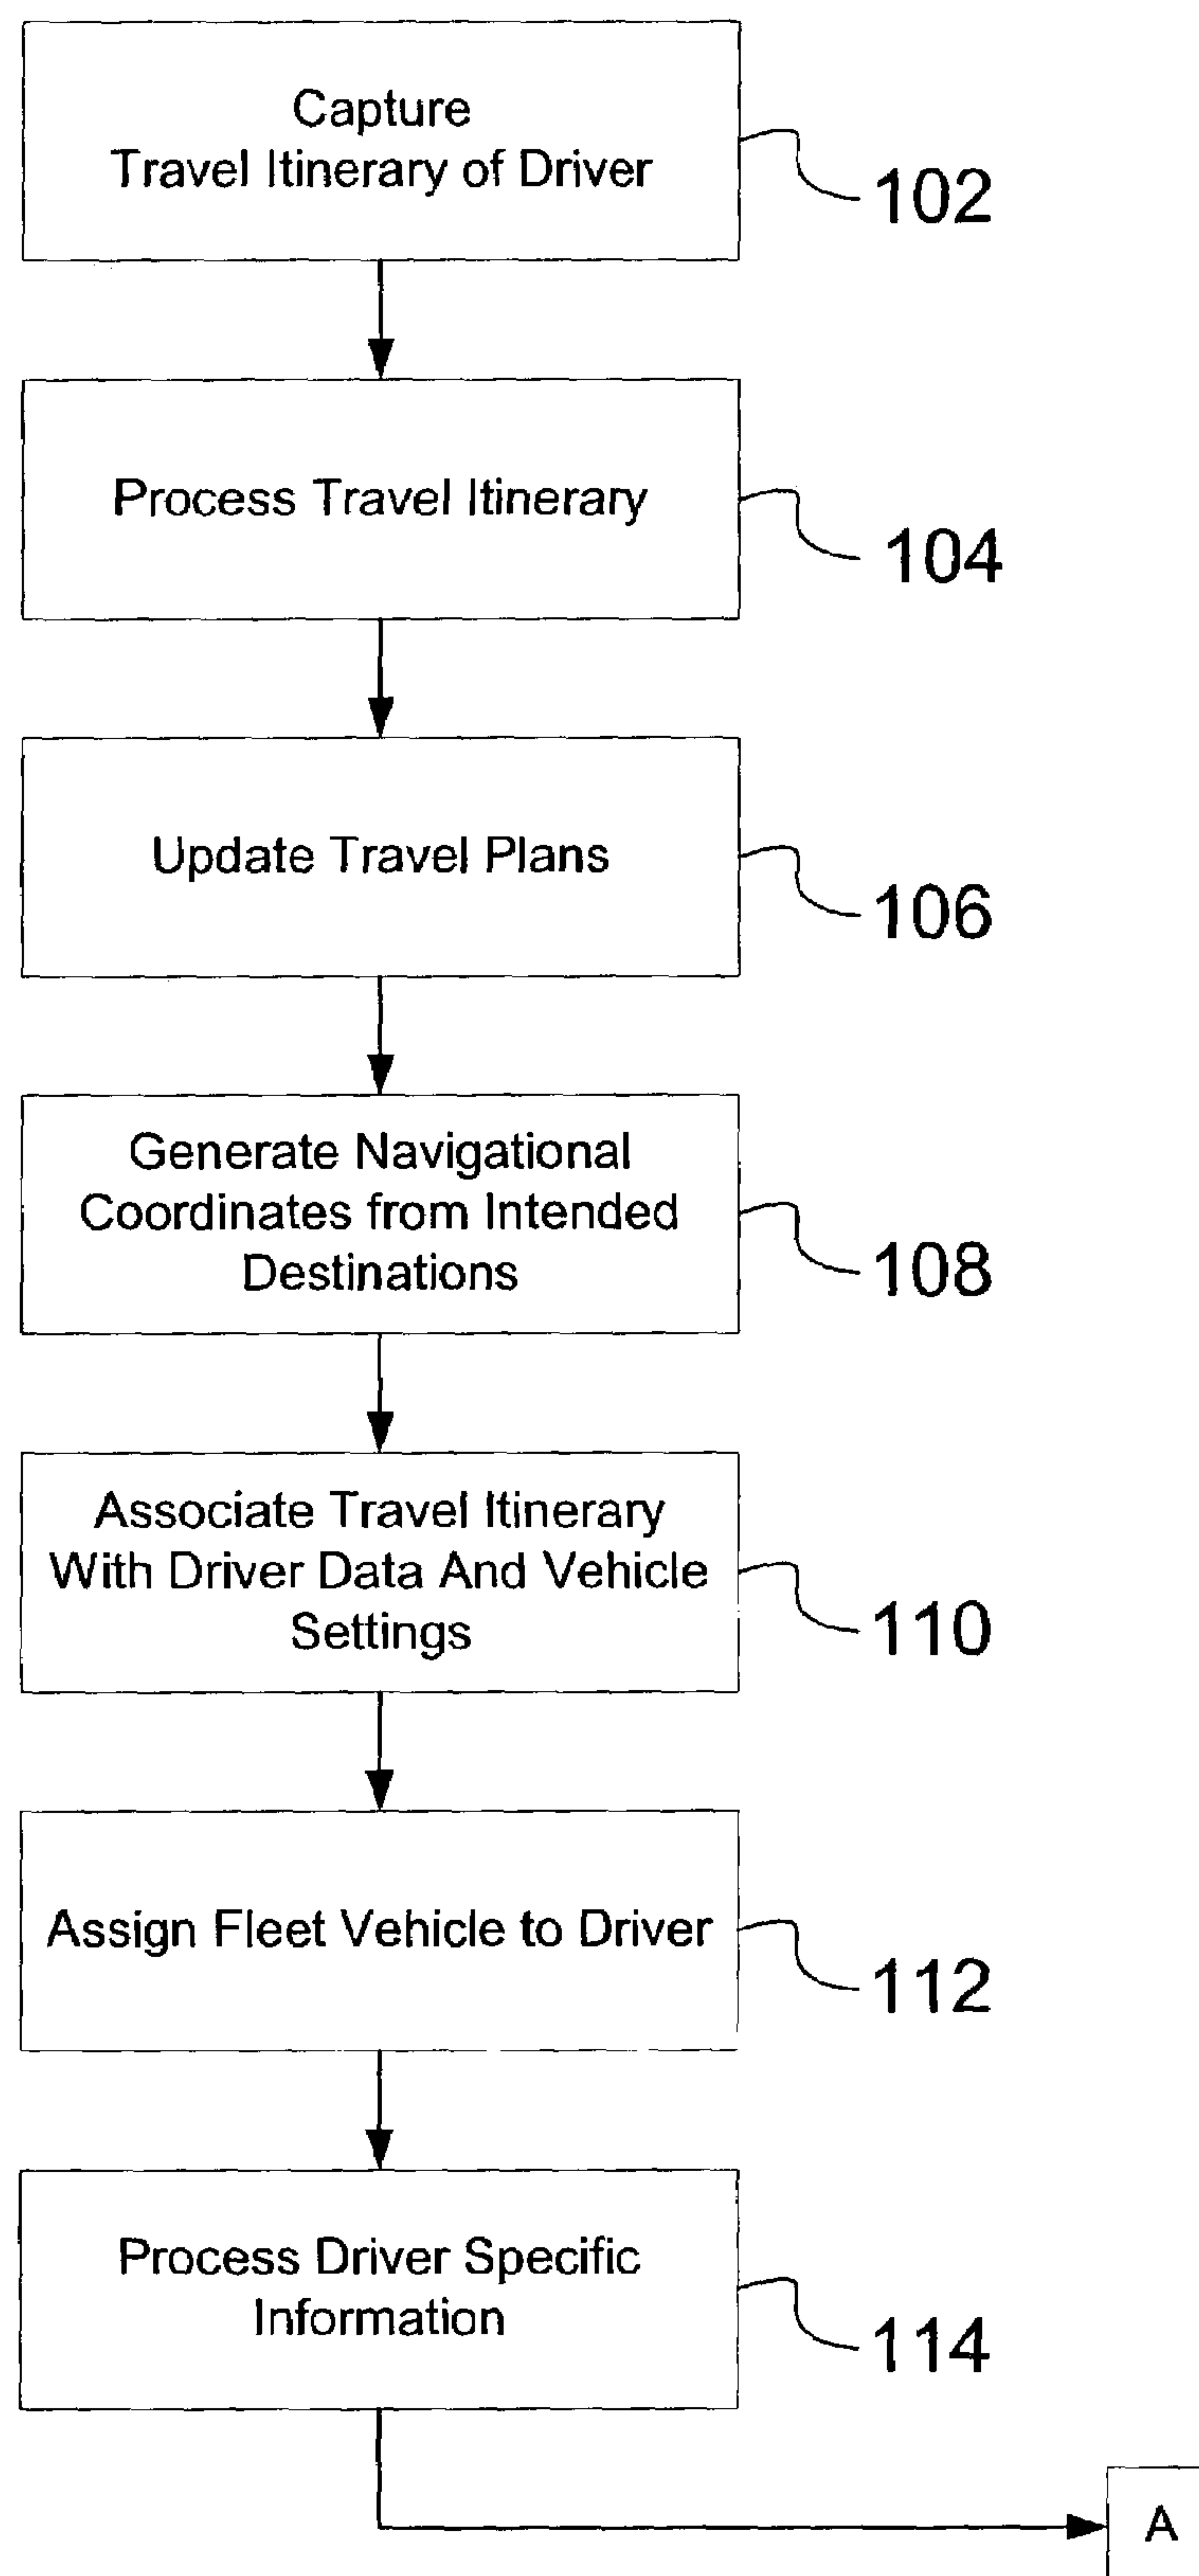 Capture
Travel Itinerary of Driver
102
Process Travel Itinerary
104
Update Travel Plans
106
Generate Navigational
Coordinates from Intended
Destinations
108
Associate Travel Itinerary
With Driver Data And Vehicle
Settings
110
Assign Fleet Vehicle to Driver
112
Process Driver Specific
Information
114
A